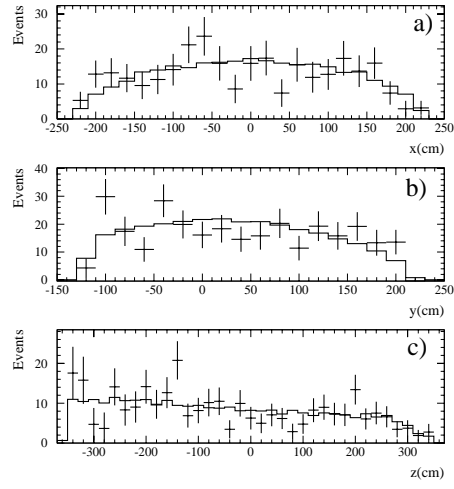 Events
30
20
10
0
a)
-250 -200 -150 -100 -50 0 50 100 150 200 250
x(cm)
Events
40
30
20
10
0
b)
-150 -100 -50 0 50 100 150 200 250
y(cm)
Events
20
10
0
c)
-300 -200 -100 0 100 200 300
z(cm)